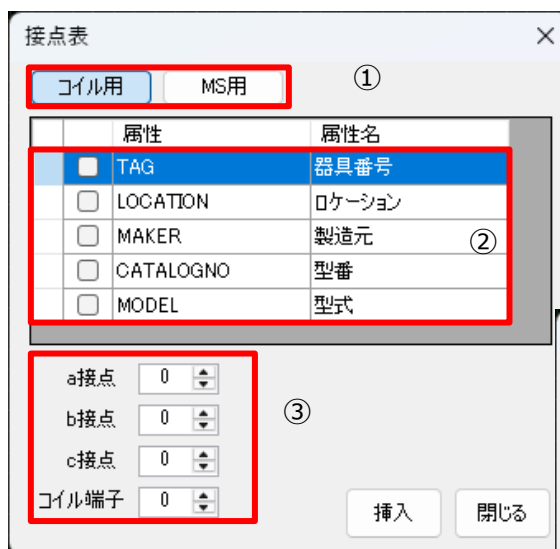 接点表
コイル用 MS用 ①
属性 属性名
TAG 器具番号
LOCATION ロケーション
MAKER 製造元 ②
CATALOGNO 型番
MODEL 型式
a接点 0
b接点 0 ③
c接点 0
コイル端子 0
挿入 閉じる